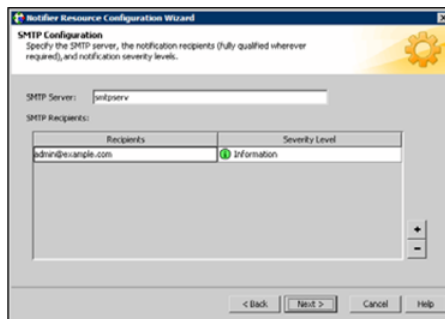 Notifier Resource Configuration Wizard
SMTP Configuration
Specify the SMTP server, the notification recipients (fully qualified wherever
required),and notification severity levels.
SMTP Server: smtpserv
SMTP Recipients:
Recipients Severity Level
admin@example.com Information
+
-
< Back Next > Cancel Help